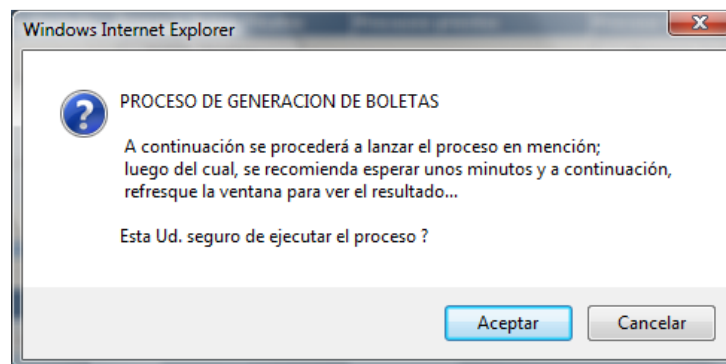 Windows Internet Explorer
PROCESO DE GENERACION DE BOLETAS
A continuación se procederá a lanzar el proceso en mención;
luego del cual, se recomienda esperar unos minutos y a continuación,
refresque la ventana para ver el resultado...
Esta Ud. seguro de ejecutar el proceso ?
Aceptar
Cancelar